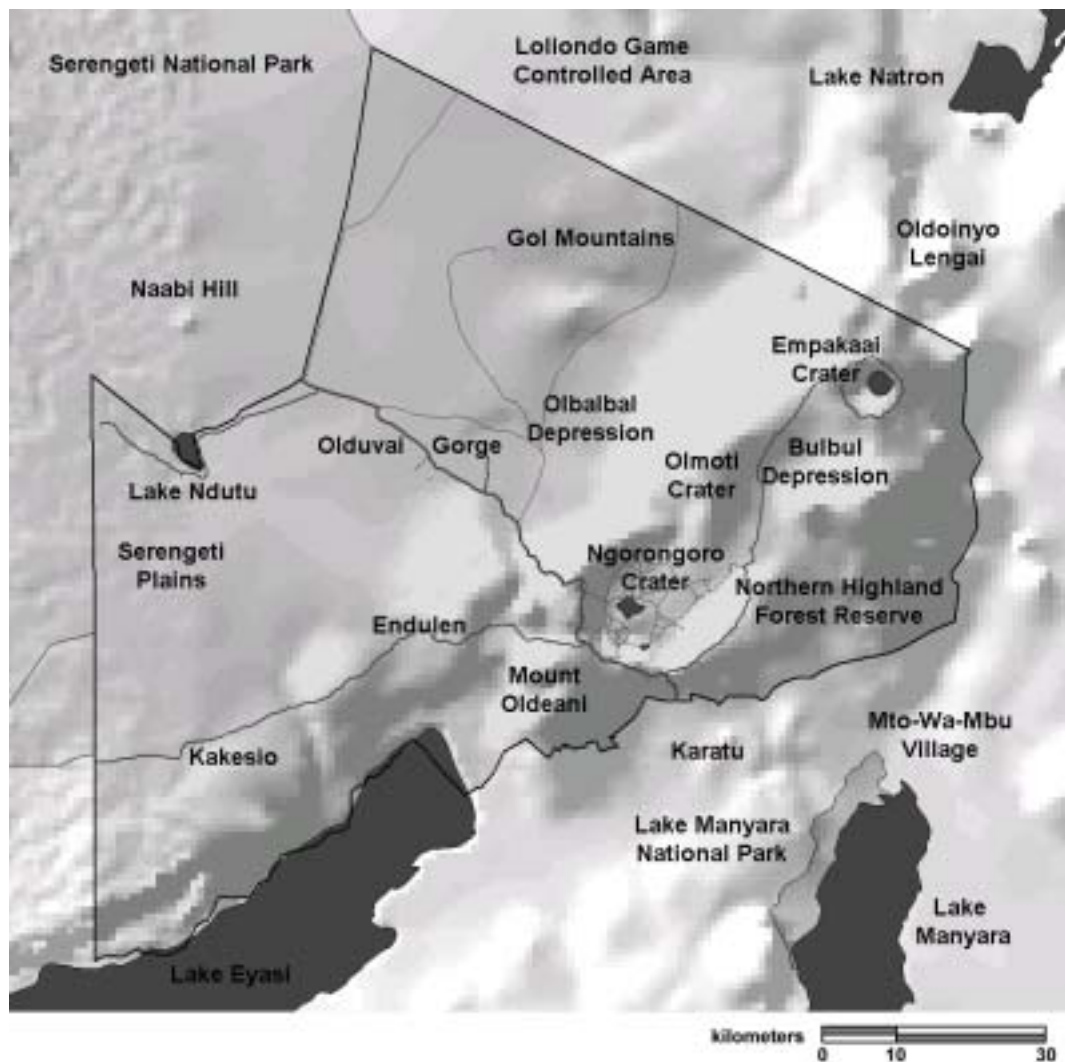 Serengeti National Park
Lollondo Game
Controlled Area
Lake Natron
Gol Mountains
Oldoinyo
Lengai
Naabi Hill
Empakaai
Crater
Olbalbal
Depression
Olduvai
Gorge
Olmoti
Crater
Bulbul
Depression
Lake Ndutu
Serengeti
Plains
Ngorongoro
Crater
Northern Highland
Forest Reserve
Endulen
Mount
Oldeani
Mto-Wa-Mbu
Village
Kakesio
Karatu
Lake Manyara
National Park
Lake
Manyara
Lake Eyasi
kilometers
0 10 30